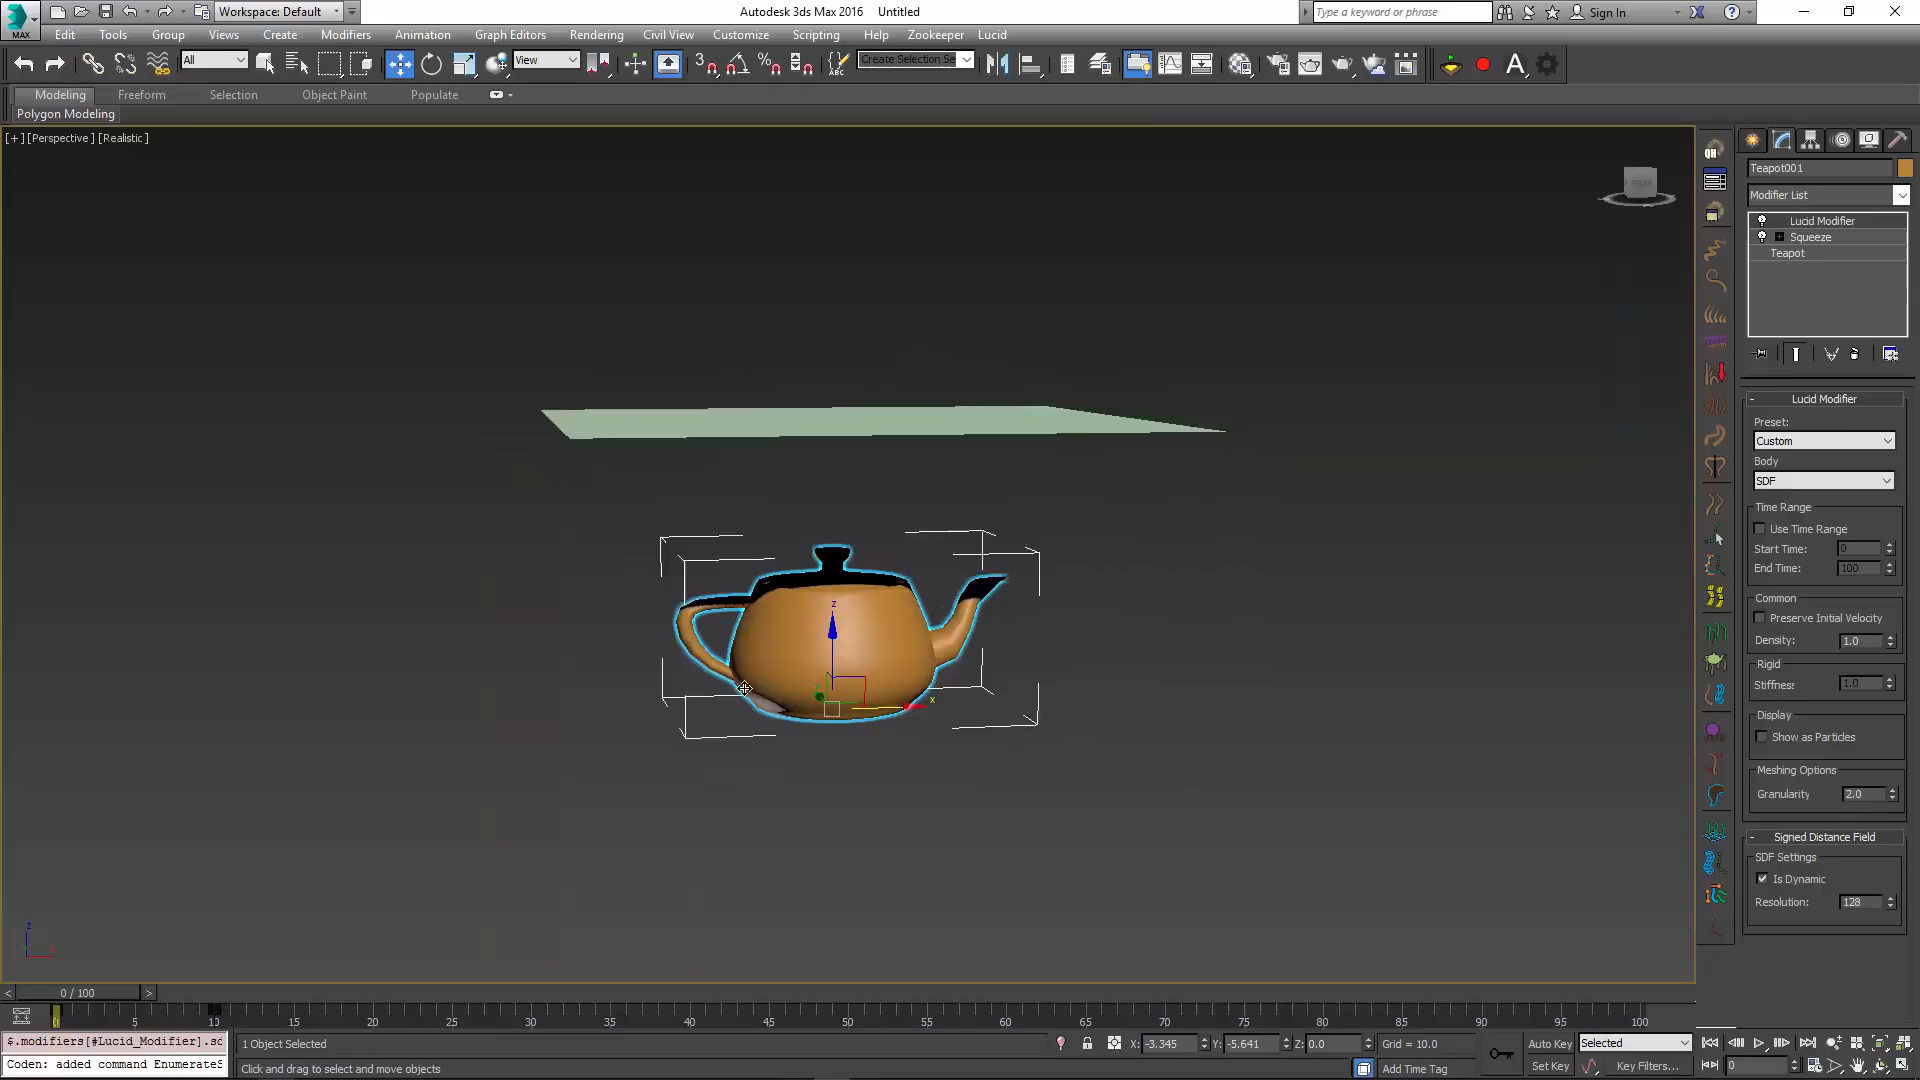 Workspace: Default
Autodesk 3ds Max 2016 Untitled
Type a keyword or phrase
Sign In
MAX
Edit Tools Group Views Create Modifiers Animation Graph Editors Rendering Civil View Customize Scripting Help Zookeeper Lucid
All
View
3
ABC
Create Selection Se
A
Modeling Freeform Selection Object Paint Populate
Polygon Modeling
[+] [Perspective] [Realistic]
QH
Teapot001
Modifier List
Lucid Modifier
Squeeze
Teapot
- Lucid Modifier
Preset:
Custom
Body
SDF
Time Range
Use Time Range
Start Time: 0
End Time: 100
Common
Preserve Initial Velocity
Density: 1.0
Rigid
Stiffness: 1.0
Display
Show as Particles
Meshing Options
Granularity 2.0
- Signed Distance Field
SDF Settings
Is Dynamic
Resolution: 128
z
x
z
< 0 / 100 >
5 10 15 20 25 30 35 40 45 50 55 60 65 70 75 80 85 90 95 100
$.modifiers[#Lucid_Modifier].sd
Coden: added command EnumerateS
1 Object Selected
Click and drag to select and move objects
X: -3.345 Y: -5.641 Z: 0.0 Grid = 10.0
Add Time Tag
Auto Key Selected
Set Key Key Filters...
0